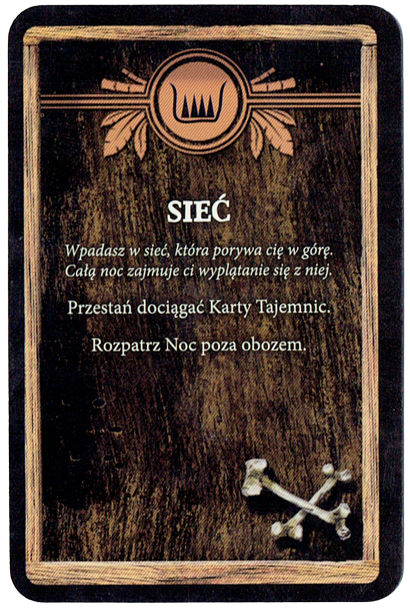 SIEĆ
Wpadasz w sieć, która porywa cię w górę.
Całą noc zajmuje ci wyplątanie się z niej.
Przestań dociągać Karty Tajemnic.
Rozpatrz Noc poza obozem.